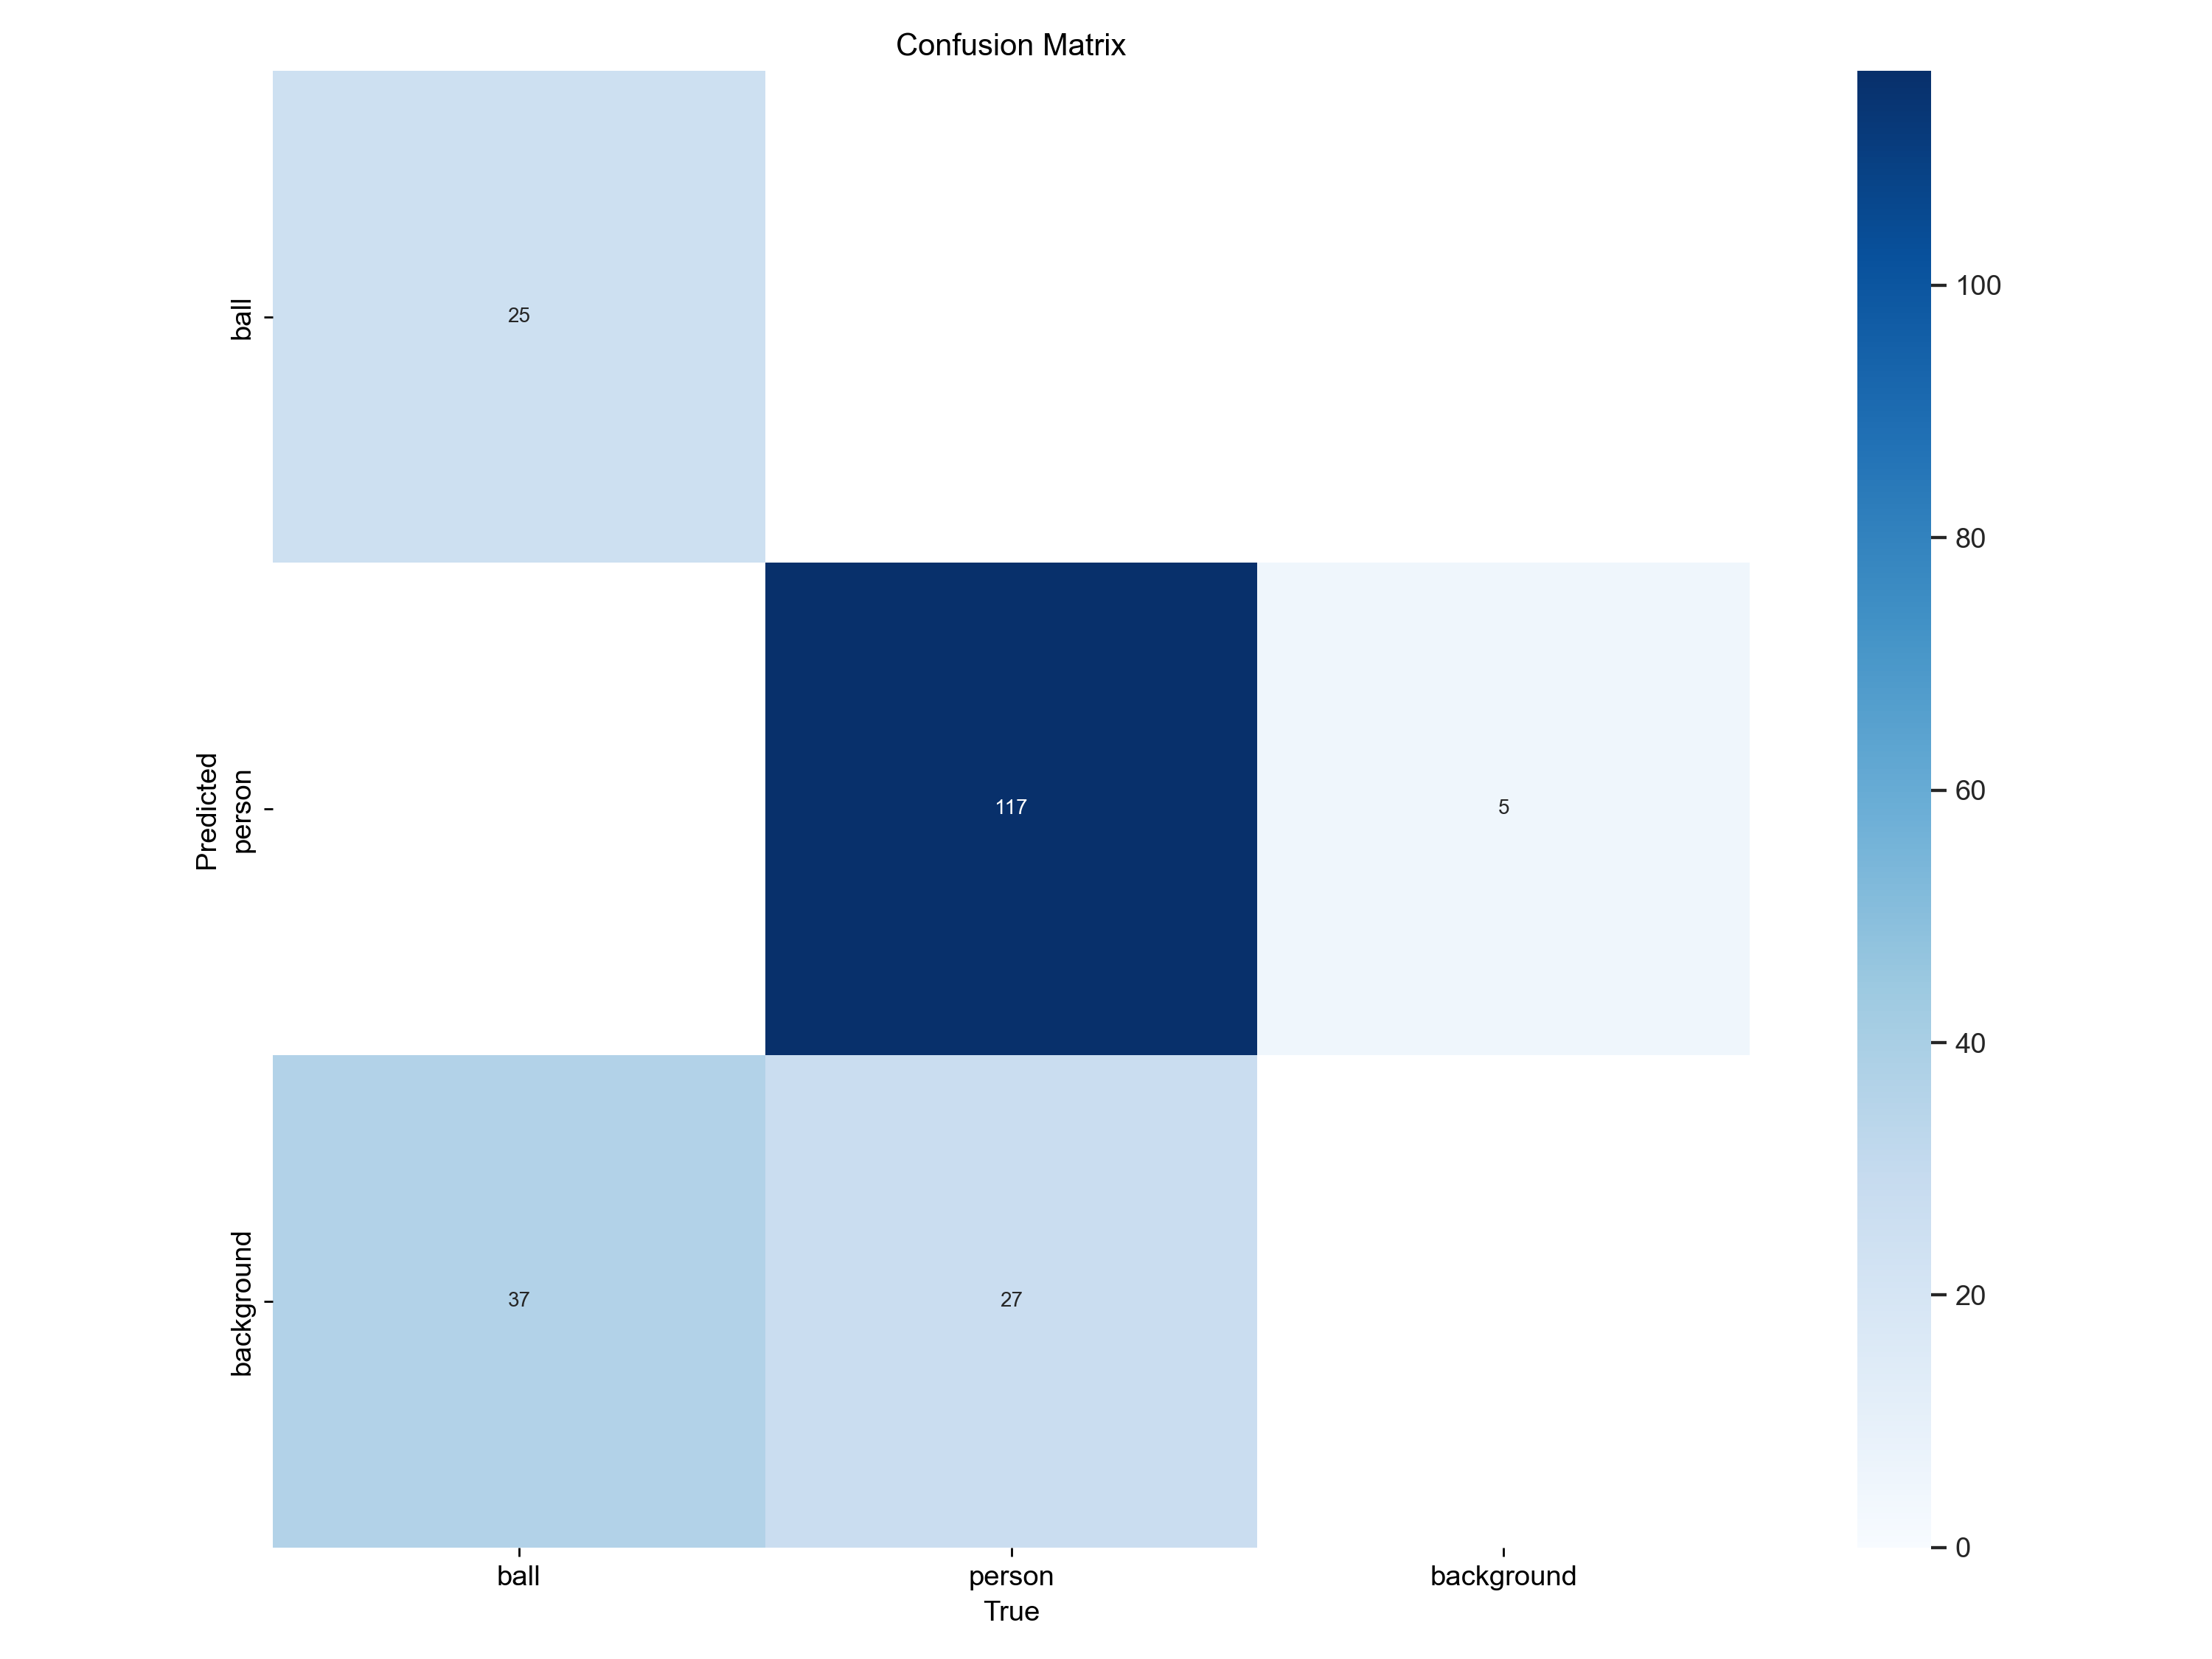 Confusion Matrix
ball
person
background
Predicted
25
117
5
37
27
ball
person
background
True
100
80
60
40
20
0